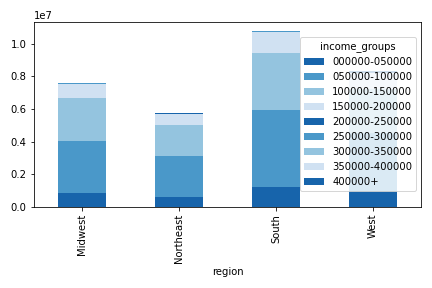 1e7
1.0
0.8
0.6
0.4
0.2
0.0
income_groups
000000-050000
050000-100000
100000-150000
150000-200000
200000-250000
250000-300000
300000-350000
350000-400000
400000+
Midwest
Northeast
South
West
region